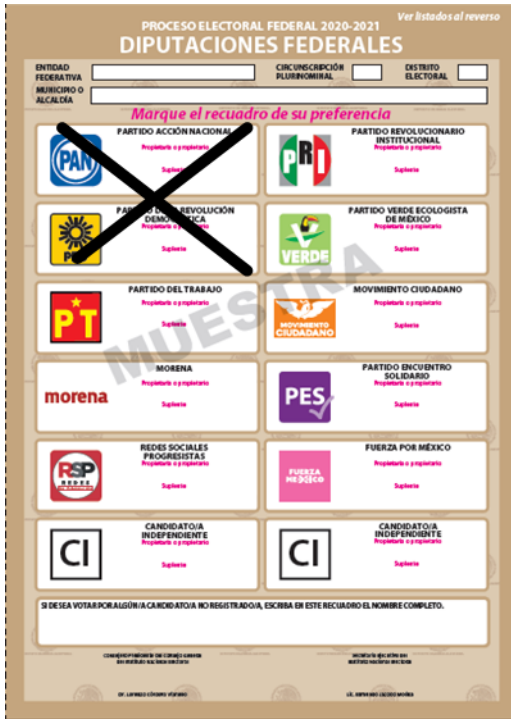 Ver listados al reverso
PROCESO ELECTORAL FEDERAL 2020-2021
DIPUTACIONES FEDERALES
ENTIDAD FEDERATIVA
CIRCUNSCRIPCIÓN PLURINOMINAL
DISTRITO ELECTORAL
MUNICIPIO O ALCALDÍA
Marque el recuadro de su preferencia
PAN
PARTIDO ACCIÓN NACIONAL
Propietaria o propietario
Suplente
PRI
PARTIDO REVOLUCIONARIO
INSTITUCIONAL
Propietaria o propietario
Suplente
REVOLUCIÓN
Propietaria o propietario
Suplente
VERDE
PARTIDO VERDE ECOLOGISTA
DE MÉXICO
Propietaria o propietario
Suplente
PT
PARTIDO DEL TRABAJO
Propietaria o propietario
Suplente
MOVIMIENTO
CIUDADANO
MOVIMIENTO CIUDADANO
Propietaria o propietario
Suplente
MUESTRA
morena
MORENA
Propietaria o propietario
Suplente
PES
PARTIDO ENCUENTRO
SOLIDARIO
Propietaria o propietario
Suplente
RSP
REDES
REDES SOCIALES
PROGRESISTAS
Propietaria o propietario
Suplente
FUERZA
MÉXICO
FUERZA POR MÉXICO
Propietaria o propietario
Suplente
CI
CANDIDATO/A
INDEPENDIENTE
Propietaria o propietario
Suplente
CI
CANDIDATO/A
INDEPENDIENTE
Propietaria o propietario
Suplente
SI DESEA VOTAR POR ALGÚN/A CANDIDATO/A NO REGISTRADO/A, ESCRIBA EN ESTE RECUADRO EL NOMBRE COMPLETO.